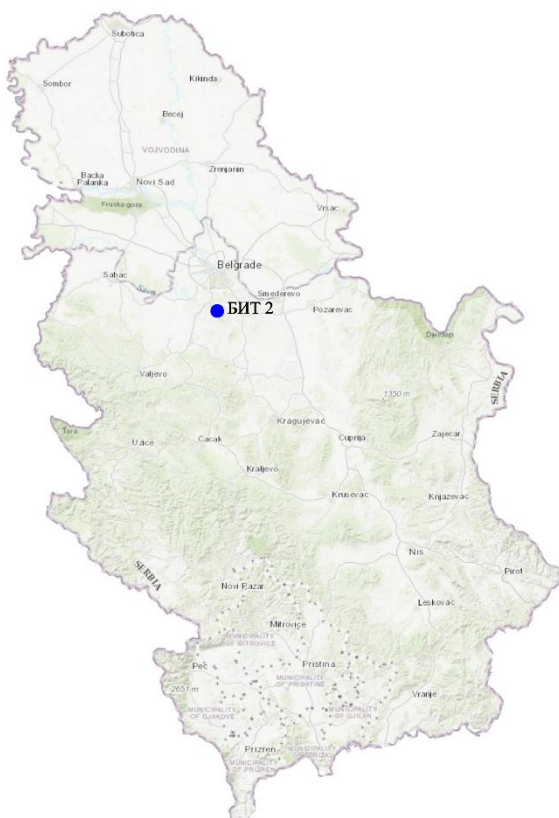 Subotica
Sombor
Kikinda
Becej
VOJVODINA
Zrenjanin
Backa
Palanka
Novi Sad
Fruska gora
Vrsac
Belgrade
Sabac
Sava
Smederevo
Pozarevac
БИТ 2
Djerdap
SERBIA
Valjevo
1350 m
Kragujevac
Tara
Uzice
Cacak
Cuprija
Zajecar
Kraljevo
Krusevac
Knjazevac
Nis
SERBIA
Pirot
Novi Pazar
Leskovac
Mitrovice
MUNICIPALITY
OF MITROVICE
Peč
Pristina
MUNICIPALITY
OF PRISHTINE
2651 m
Vranje
MUNICIPALITY
OF GJAKOVË
MUNICIPALITY
OF GJILAN
Prizren
MUNICIPALITY
OF PRIZREN
MUNICIPALITY